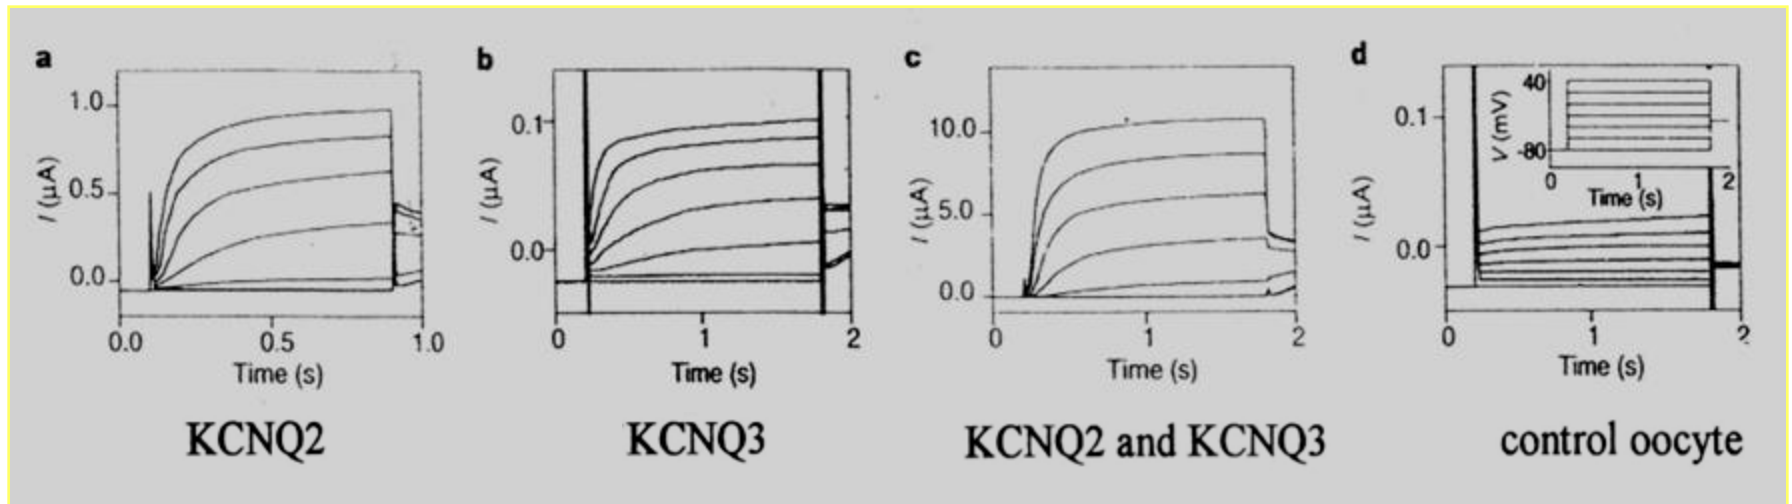 a
I (µA)
1.0
0.5
0.0
0.0 0.5 1.0
Time (s)
KCNQ2
b
I (µA)
0.1
0.0
0 1 2
Time (s)
KCNQ3
c
I (µA)
10.0
5.0
0.0
0 1 2
Time (s)
KCNQ2 and KCNQ3
d
I (µA)
0.1
0.0
V (mV)
40
-80
0 1 2
Time (s)
0 1 2
Time (s)
control oocyte